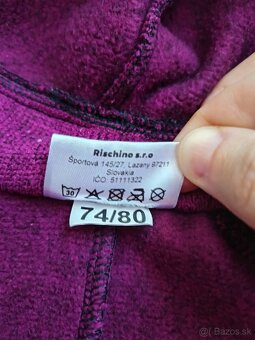 Rischino s.r.o
Športová 145/27, Lazany 97211
Slovakia
IČO: 51111322
30
74/80
© Bazos.sk